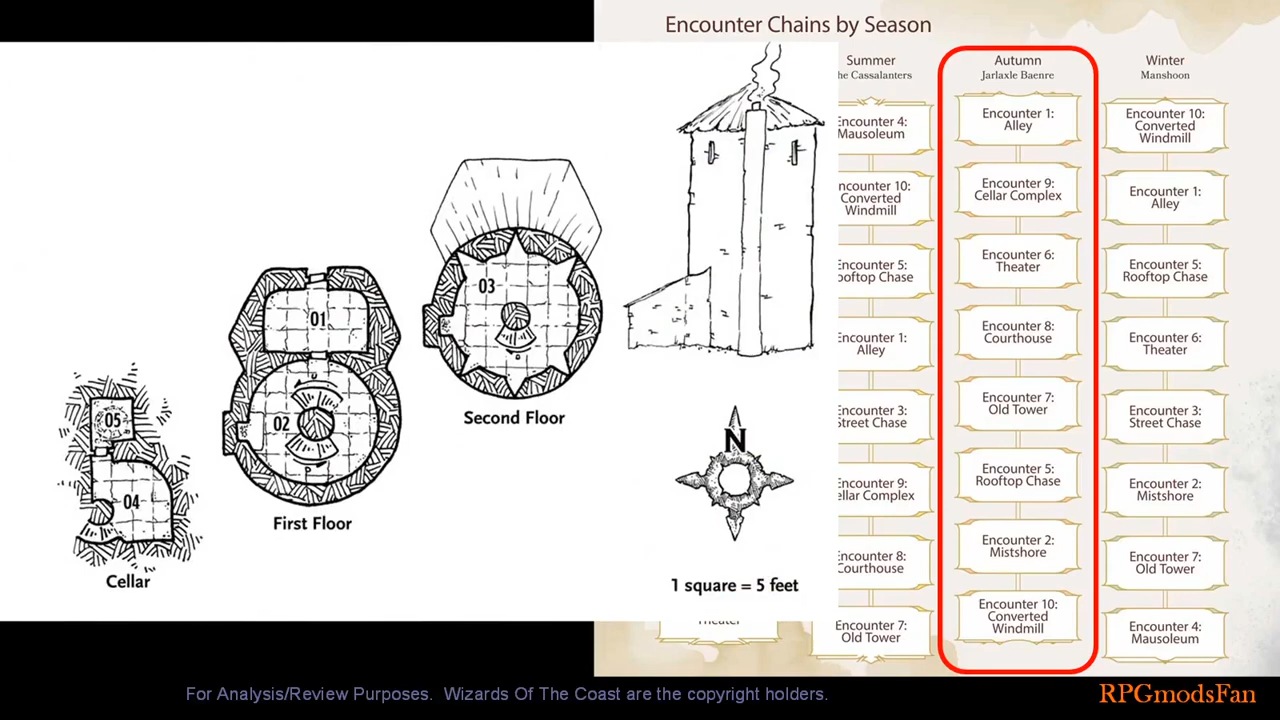 Encounter Chains by Season
01
02
03
04
05
Cellar
First Floor
Second Floor
N
1 square = 5 feet
Theater
Summer
he Cassalanters
Encounter 4:
Mausoleum
ncounter 10:
Converted
Windmill
Encounter 5:
ooftop Chase
Encounter 1:
Alley
Encounter 3:
Street Chase
Encounter 9:
ellar Complex
Encounter 8:
Courthouse
Encounter 7:
Old Tower
Autumn
Jarlaxle Baenre
Encounter 1:
Alley
Encounter 9:
Cellar Complex
Encounter 6:
Theater
Encounter 8:
Courthouse
Encounter 7:
Old Tower
Encounter 5:
Rooftop Chase
Encounter 2:
Mistshore
Encounter 10:
Converted
Windmill
Winter
Manshoon
Encounter 10:
Converted
Windmill
Encounter 1:
Alley
Encounter 5:
Rooftop Chase
Encounter 6:
Theater
Encounter 3:
Street Chase
Encounter 2:
Mistshore
Encounter 7:
Old Tower
Encounter 4:
Mausoleum
For Analysis/Review Purposes. Wizards Of The Coast are the copyright holders.
RPGmodsFan